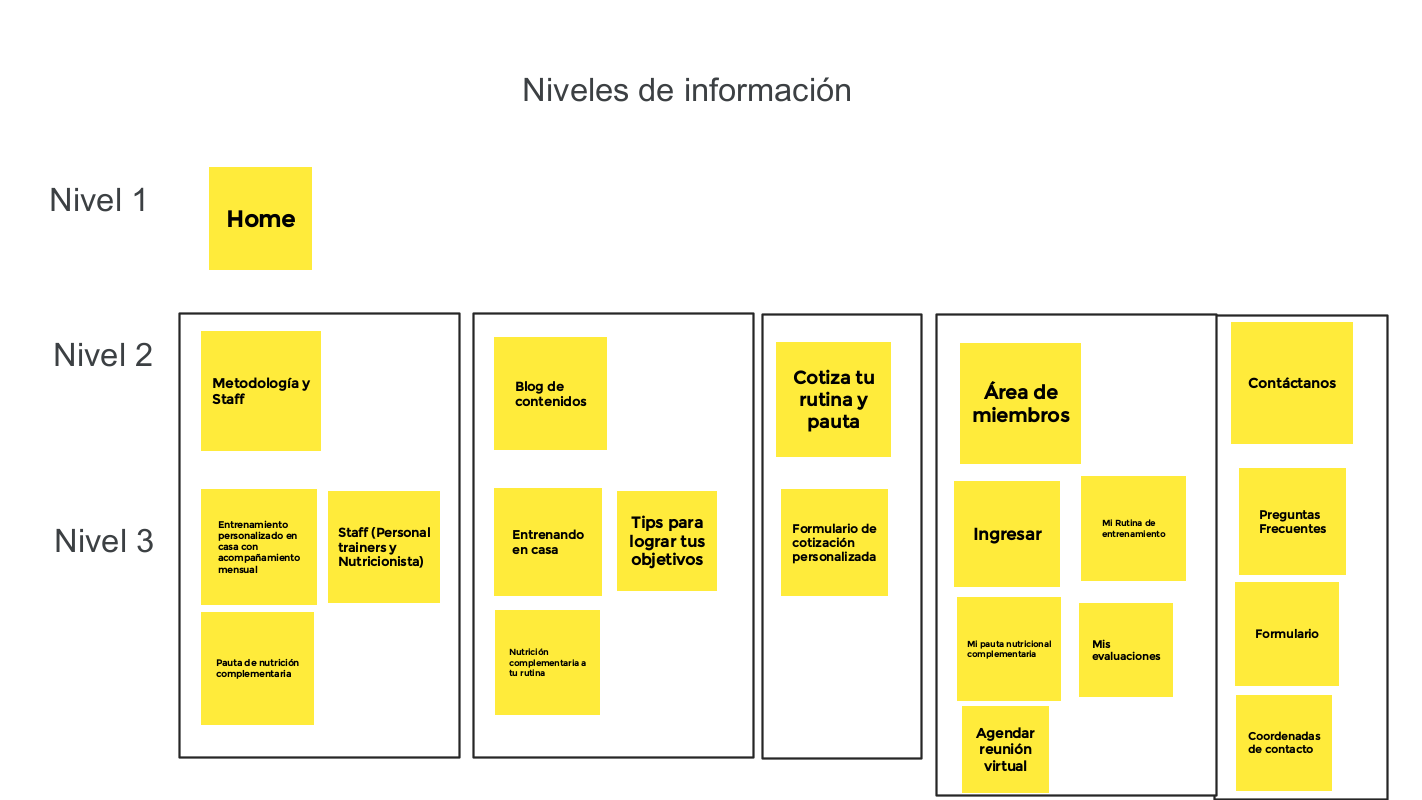 Niveles de información
Nivel 1
Home
Nivel 2
Metodología y
Staff
Blog de
contenidos
Cotiza tu
rutina y
pauta
Área de
miembros
Contáctanos
Nivel 3
Entrenamiento
personalizado en
casa con
acompañamiento
mensual
Staff (Personal
trainers y
Nutricionista)
Pauta de nutrición
complementaria
Entrenando
en casa
Tips para
lograr tus
objetivos
Nutrición
complementaria a
tu rutina
Formulario de
cotización
personalizada
Ingresar
Mi Rutina de
entrenamiento
Mi pauta nutricional
complementaria
Mis
evaluaciones
Agendar
reunión
virtual
Preguntas
Frecuentes
Formulario
Coordenadas
de contacto